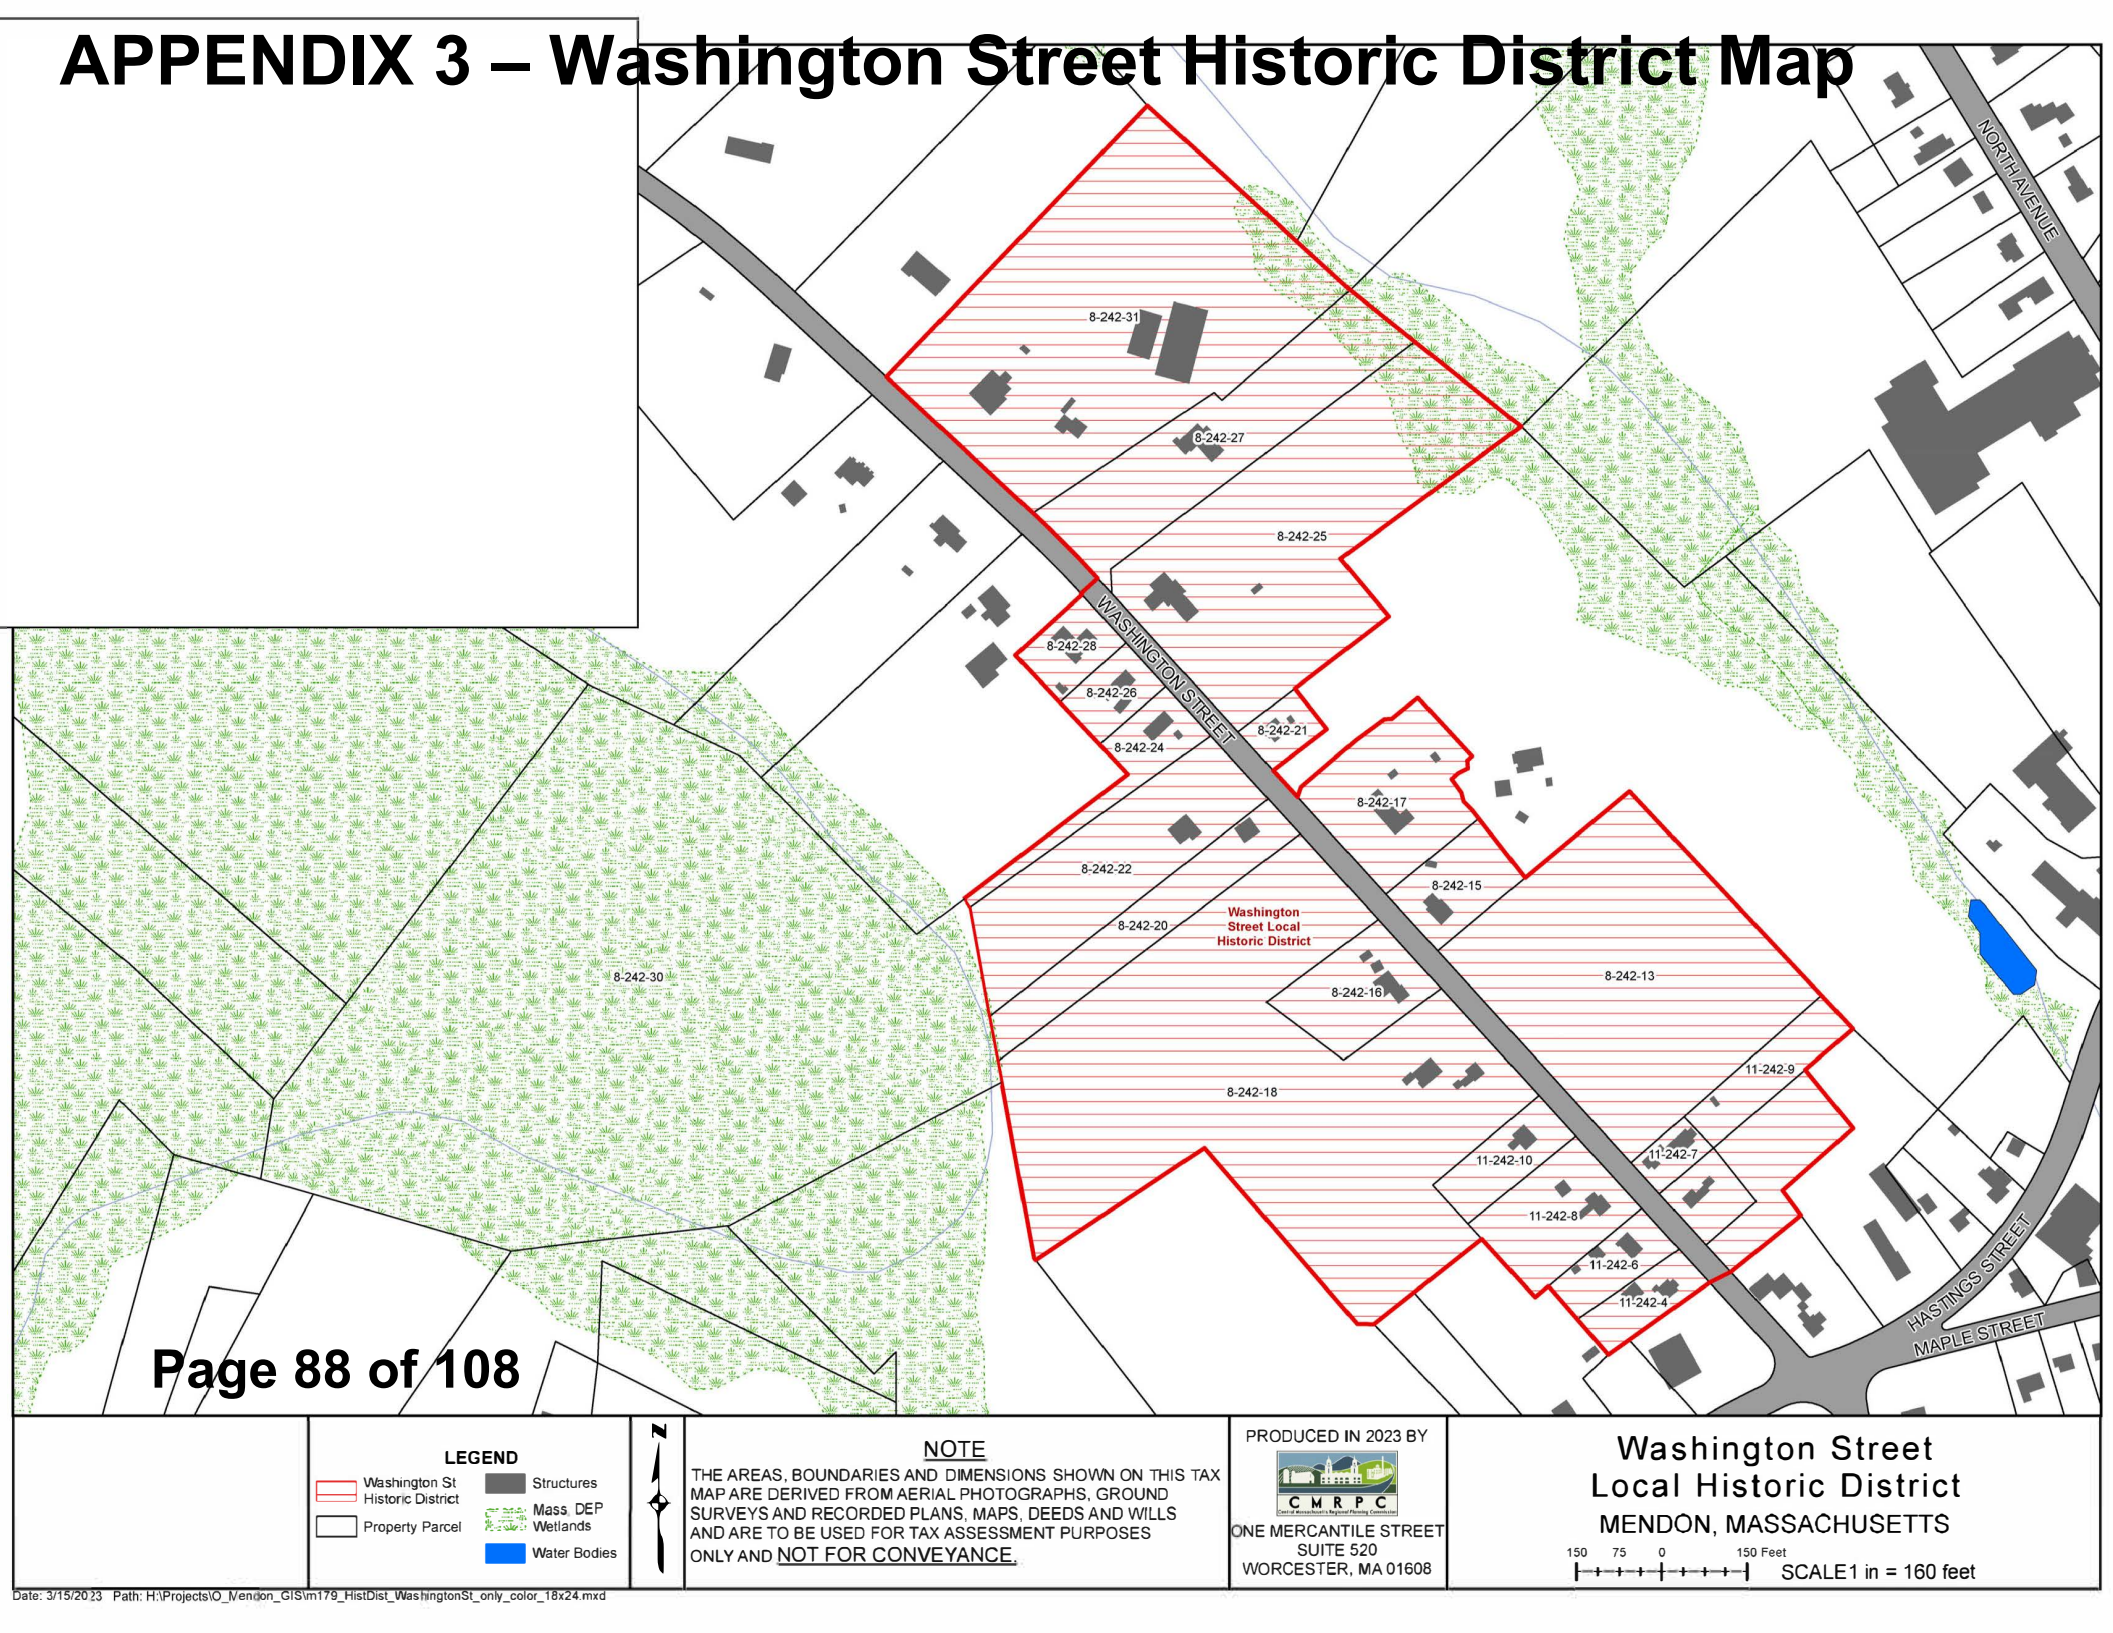 APPENDIX 3 – Washington Street Historic District Map
NORTH AVENUE
8-242-31
8-242-27
8-242-25
WASHINGTON STREET
8-242-28
8-242-26
8-242-24
8-242-21
8-242-17
8-242-22
8-242-15
8-242-20
Washington
Street Local
Historic District
8-242-30
8-242-13
8-242-16
8-242-18
11-242-9
11-242-7
11-242-10
11-242-8
11-242-6
11-242-4
HASTINGS STREET
MAPLE STREET
Page 88 of 108
LEGEND
Washington St
Historic District
Property Parcel
Structures
Mass. DEP
Wetlands
Water Bodies
N
NOTE
THE AREAS, BOUNDARIES AND DIMENSIONS SHOWN ON THIS TAX
MAP ARE DERIVED FROM AERIAL PHOTOGRAPHS, GROUND
SURVEYS AND RECORDED PLANS, MAPS, DEEDS AND WILLS
AND ARE TO BE USED FOR TAX ASSESSMENT PURPOSES
ONLY AND NOT FOR CONVEYANCE.
PRODUCED IN 2023 BY
CMRPC
Central Massachusetts Regional Planning Commission
ONE MERCANTILE STREET
SUITE 520
WORCESTER, MA 01608
Washington Street
Local Historic District
MENDON, MASSACHUSETTS
150 75 0 150 Feet
SCALE 1 in = 160 feet
Date: 3/15/2023 Path: H:\Projects\O_Mendon_GIS\m179_HistDist_WashingtonSt_only_color_18x24.mxd